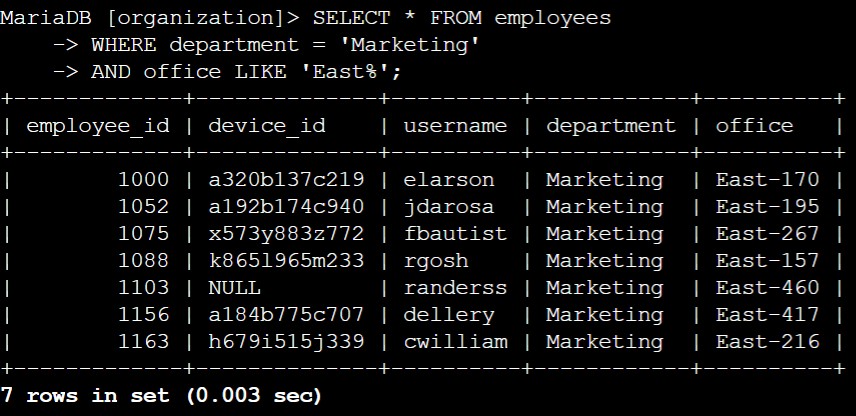 MariaDB [organization]> SELECT * FROM employees
    -> WHERE department = 'Marketing'
    -> AND office LIKE 'East%';
+-------------+--------------+----------+------------+----------+
| employee_id | device_id    | username | department | office   |
+-------------+--------------+----------+------------+----------+
|        1000 | a320b137c219 | elarson  | Marketing  | East-170 |
|        1052 | a192b174c940 | jdarosa  | Marketing  | East-195 |
|        1075 | x573y883z772 | fbautist | Marketing  | East-267 |
|        1088 | k865l965m233 | rgosh    | Marketing  | East-157 |
|        1103 | NULL         | randerss | Marketing  | East-460 |
|        1156 | a184b775c707 | dellery  | Marketing  | East-417 |
|        1163 | h679i515j339 | cwilliam | Marketing  | East-216 |
+-------------+--------------+----------+------------+----------+
7 rows in set (0.003 sec)